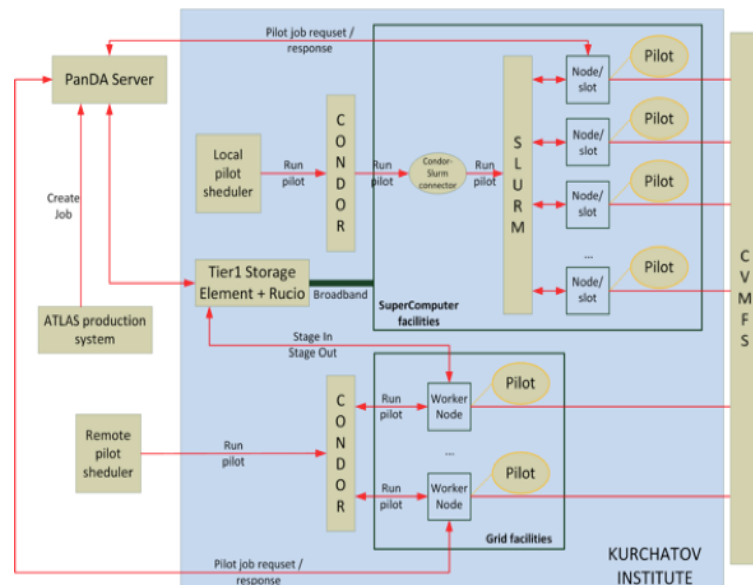 Pilot job requset /
response
PanDA Server
Node/
slot
Pilot
Local
pilot
sheduler
Run
pilot
C
O
N
D
O
R
Run
pilot
Condor-
Slurm
connector
Run
pilot
S
L
U
R
M
Node/
slot
Pilot
Node/
slot
Pilot
...
Node/
slot
Pilot
Create
Job
Tier1 Storage
Element + Rucio
Broadband
SuperComputer
facilities
C
V
M
F
S
ATLAS production
system
Stage In
Stage Out
C
O
N
D
O
R
Run
pilot
Worker
Node
Pilot
...
Remote
pilot
sheduler
Run
pilot
Run
pilot
Worker
Node
Pilot
Grid facilities
Pilot job requset /
response
KURCHATOV
INSTITUTE